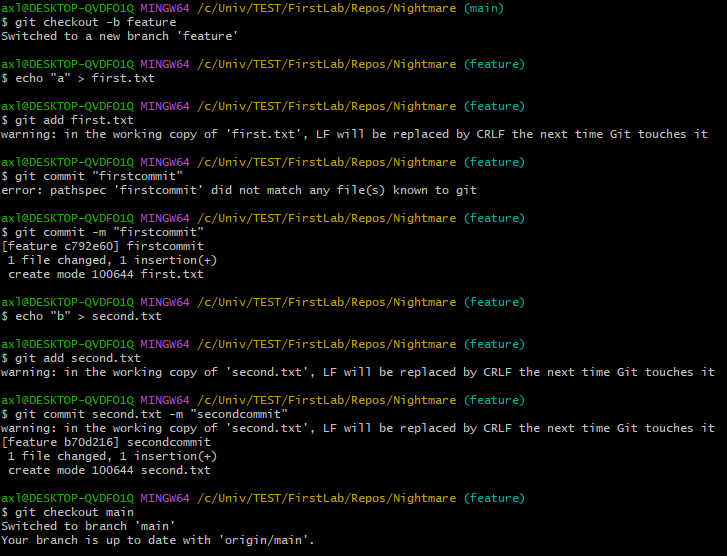 axl@DESKTOP-QVDFO1Q MINGW64 /c/Univ/TEST/FirstLab/Repos/Nightmare (main)
$ git checkout -b feature
Switched to a new branch 'feature'
axl@DESKTOP-QVDFO1Q MINGW64 /c/Univ/TEST/FirstLab/Repos/Nightmare (feature)
$ echo "a" > first.txt
axl@DESKTOP-QVDFO1Q MINGW64 /c/Univ/TEST/FirstLab/Repos/Nightmare (feature)
$ git add first.txt
warning: in the working copy of 'first.txt', LF will be replaced by CRLF the next time Git touches it
axl@DESKTOP-QVDFO1Q MINGW64 /c/Univ/TEST/FirstLab/Repos/Nightmare (feature)
$ git commit "firstcommit"
error: pathspec 'firstcommit' did not match any file(s) known to git
axl@DESKTOP-QVDFO1Q MINGW64 /c/Univ/TEST/FirstLab/Repos/Nightmare (feature)
$ git commit -m "firstcommit"
[feature c792e60] firstcommit
1 file changed, 1 insertion(+)
create mode 100644 first.txt
axl@DESKTOP-QVDFO1Q MINGW64 /c/Univ/TEST/FirstLab/Repos/Nightmare (feature)
$ echo "b" > second.txt
axl@DESKTOP-QVDFO1Q MINGW64 /c/Univ/TEST/FirstLab/Repos/Nightmare (feature)
$ git add second.txt
warning: in the working copy of 'second.txt', LF will be replaced by CRLF the next time Git touches it
axl@DESKTOP-QVDFO1Q MINGW64 /c/Univ/TEST/FirstLab/Repos/Nightmare (feature)
$ git commit second.txt -m "secondcommit"
warning: in the working copy of 'second.txt', LF will be replaced by CRLF the next time Git touches it
[feature b70d216] secondcommit
1 file changed, 1 insertion(+)
create mode 100644 second.txt
axl@DESKTOP-QVDFO1Q MINGW64 /c/Univ/TEST/FirstLab/Repos/Nightmare (feature)
$ git checkout main
Switched to branch 'main'
Your branch is up to date with 'origin/main'.